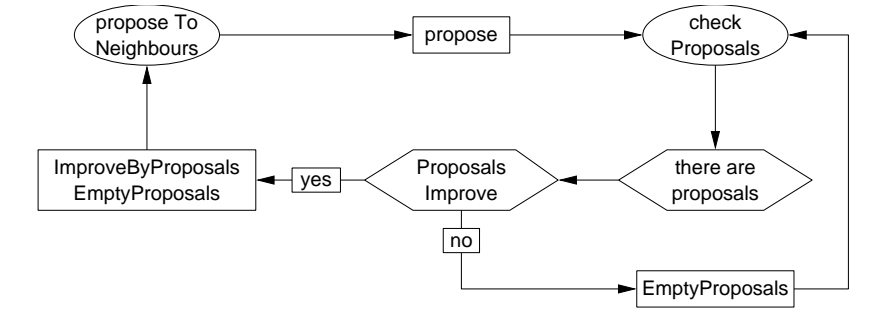 propose To
Neighbours
propose
check
Proposals
ImproveByProposals
EmptyProposals
yes
Proposals
Improve
there are
proposals
no
EmptyProposals